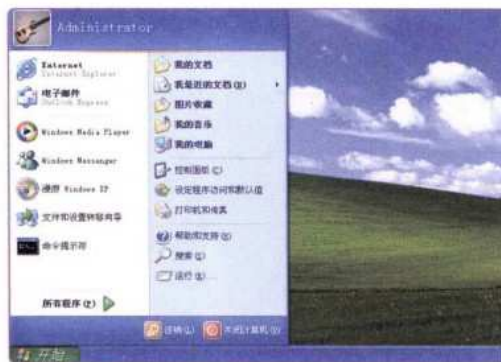 Administrator
Internet
Internet Explorer
电子邮件
Outlook Express
Windows Media Player
Windows Messenger
漫游 Windows XP
文件和设置转移向导
命令提示符
所有程序(P)
我的文档
我最近的文档(D)
图片收藏
我的音乐
我的电脑
控制面板(C)
设定程序访问和默认值
打印机和传真
帮助和支持(H)
搜索(S)
运行(R)...
注销(L)
关闭计算机(U)
开始